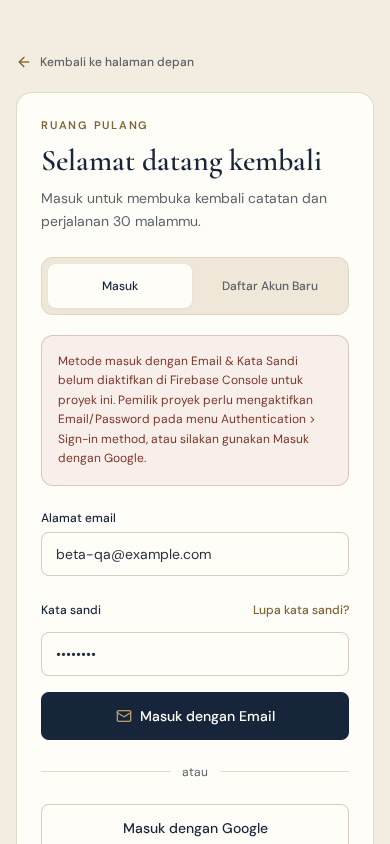 Kembali ke halaman depan
RUANG PULANG
Selamat datang kembali
Masuk untuk membuka kembali catatan dan
perjalanan 30 malammu.
Masuk
Daftar Akun Baru
Metode masuk dengan Email & Kata Sandi
belum diaktifkan di Firebase Console untuk
proyek ini. Pemilik proyek perlu mengaktifkan
Email/Password pada menu Authentication >
Sign-in method, atau silakan gunakan Masuk
dengan Google.
Alamat email
beta-qa@example.com
Kata sandi
Lupa kata sandi?
••••••••
Masuk dengan Email
atau
Masuk dengan Google